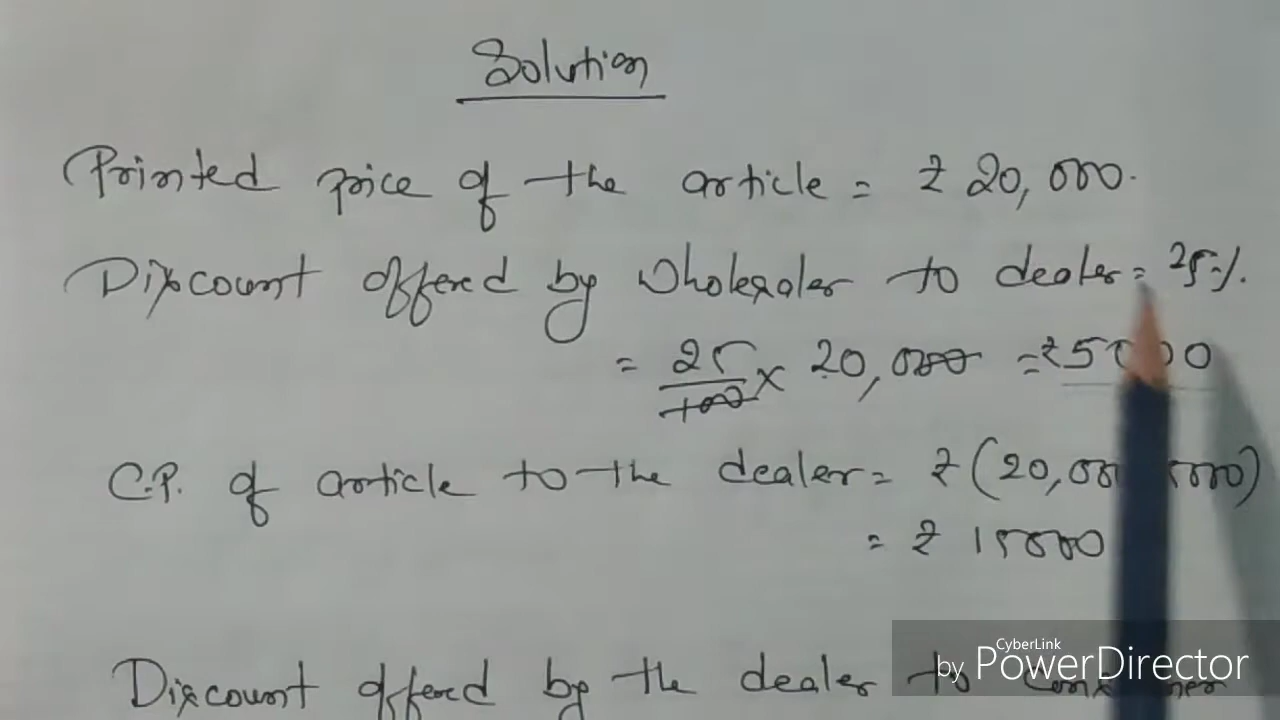 Solution
Printed price of the article = ₹ 20,000.
Discount offered by wholesaler to dealer = 25%.
= 25/100 x 20,000 = ₹5000
C.P. of article to the dealer = ₹ (20,000 5000)
= ₹ 15000
Discount offered by the dealer to consumer
CyberLink
by PowerDirector